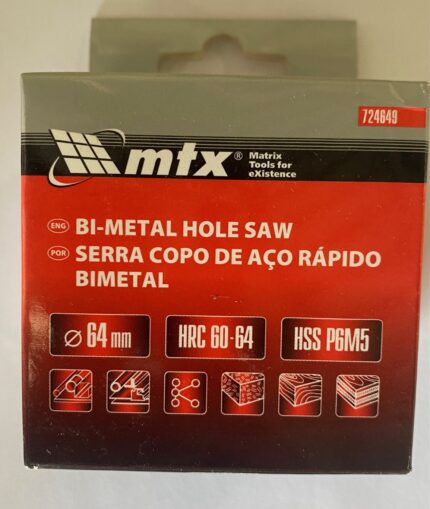 724649
mtx® Matrix
Tools for
eXistence
ENG BI-METAL HOLE SAW
POR SERRA COPO DE AÇO RÁPIDO
BIMETAL
⌀ 64 mm HRC 60-64 HSS P6M5